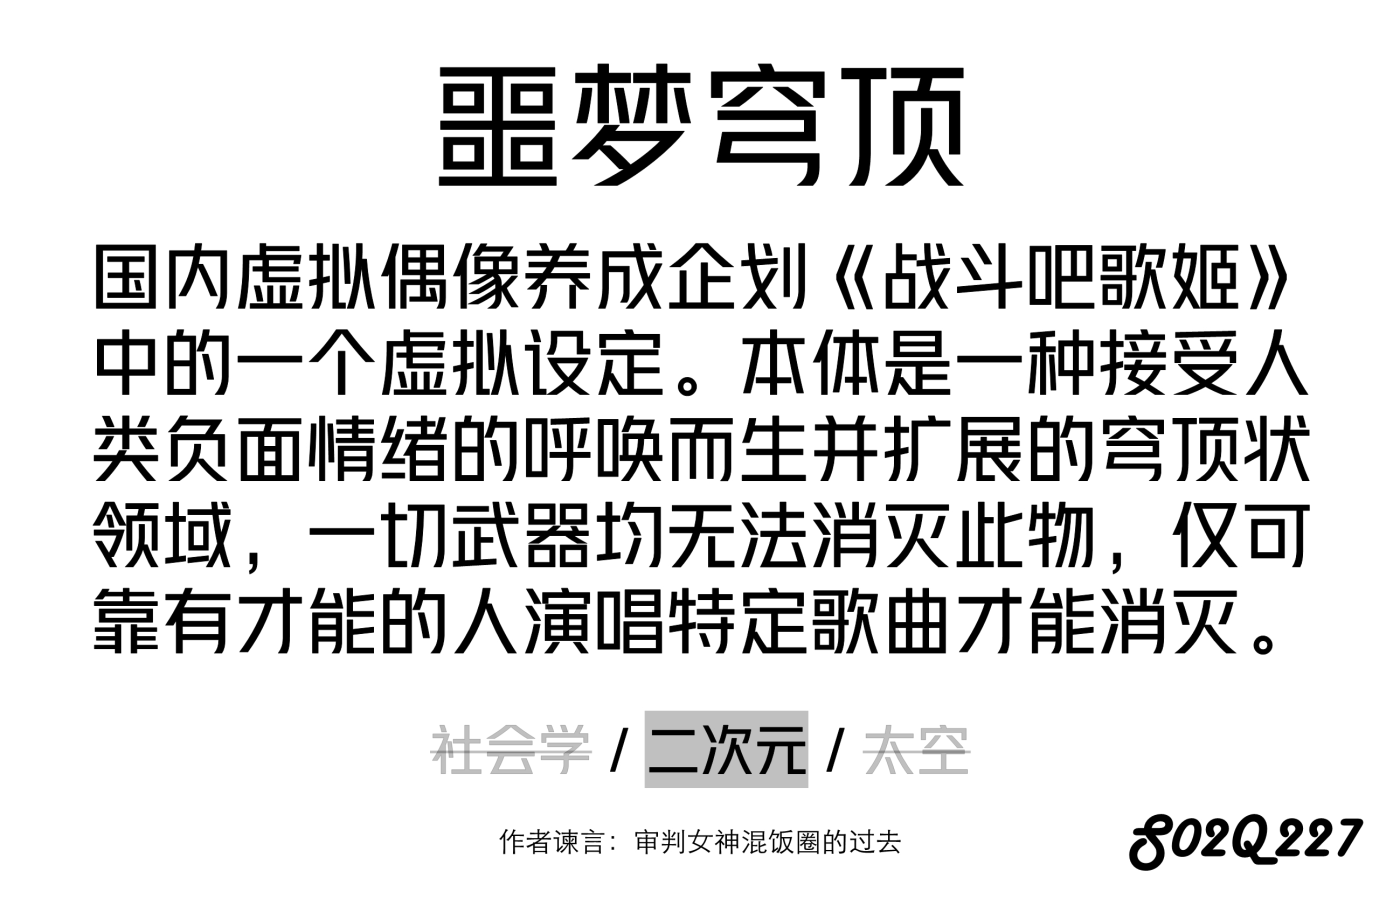 噩梦穹顶
国内虚拟偶像养成企划《战斗吧歌姬》
中的一个虚拟设定。本体是一种接受人
类负面情绪的呼唤而生并扩展的穹顶状
领域，一切武器均无法消灭此物，仅可
靠有才能的人演唱特定歌曲才能消灭。
社会学 / 二次元 / 太空
作者谏言：审判女神混饭圈的过去
S02Q227